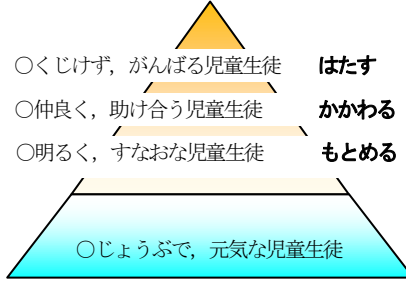 ○くじけず，がんばる児童生徒　はたす
○仲良く，助け合う児童生徒　かかわる
○明るく，すなおな児童生徒　もとめる
○じょうぶで，元気な児童生徒